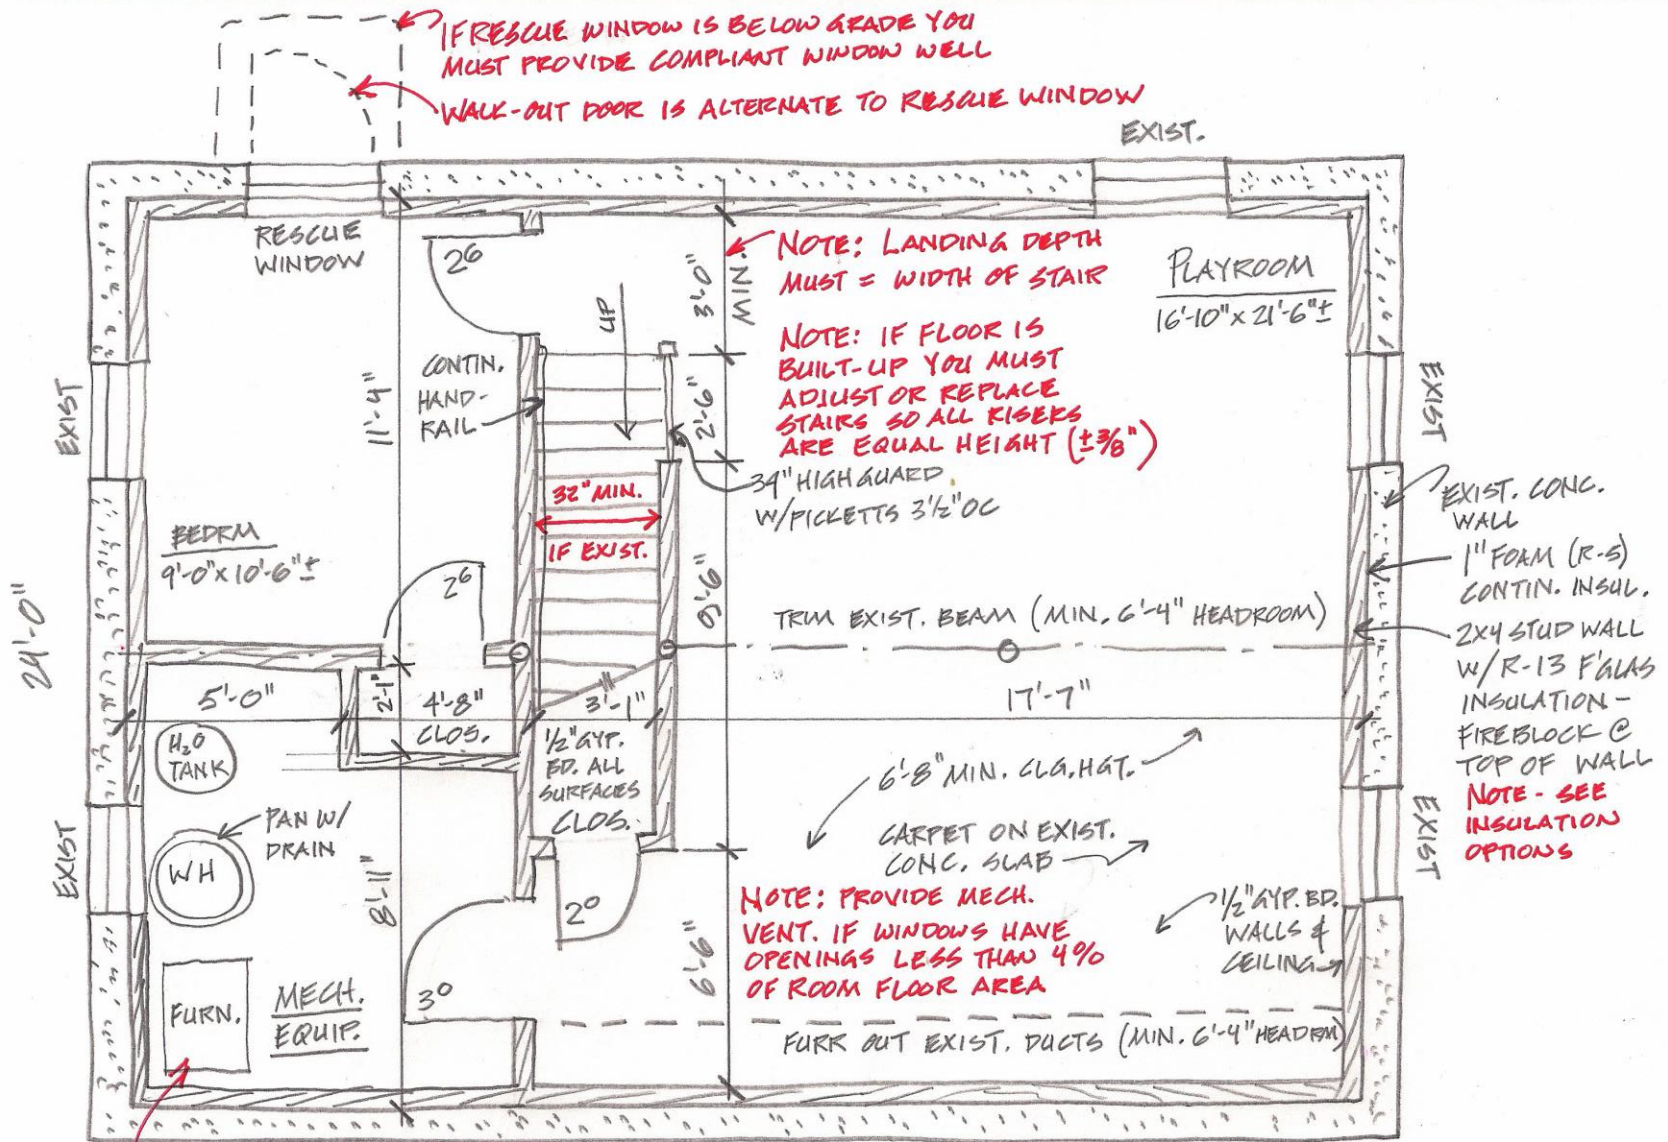 IF RESCUE WINDOW IS BELOW GRADE YOU
MUST PROVIDE COMPLIANT WINDOW WELL
WALK-OUT DOOR IS ALTERNATE TO RESCUE WINDOW
EXIST.
RESCUE
WINDOW
26
UP
3'-0"
MIN.
NOTE: LANDING DEPTH
MUST = WIDTH OF STAIR
PLAYROOM
16'-10" x 21'-6" ±
NOTE: IF FLOOR IS
BUILT-UP YOU MUST
ADJUST OR REPLACE
STAIRS SO ALL RISERS
ARE EQUAL HEIGHT (± 3/8")
EXIST
11'-4"
CONTIN.
HAND-
RAIL
2'-6"
EXIST
34" HIGH GUARD
W/PICKETTS 3 1/2" OC
32" MIN.
IF EXIST.
BEDRM
9'-0" x 10'-6" ±
26
24'-0"
EXIST. CONC.
WALL
1" FOAM (R-5)
CONTIN. INSUL.
2X4 STUD WALL
W/ R-13 F'GLAS
INSULATION -
FIREBLOCK @
TOP OF WALL
NOTE - SEE
INSULATION
OPTIONS
TRIM EXIST. BEAM (MIN. 6'-4" HEADROOM)
5'-0"
2'-1"
4'-8"
CLOS.
3'-1"
17'-7"
H2O
TANK
1/2" GYP.
BD. ALL
SURFACES
CLOS.
6'-8" MIN. CLG. HGT.
CARPET ON EXIST.
CONC. SLAB
EXIST
PAN W/
DRAIN
WH
8'-11"
20
EXIST
NOTE: PROVIDE MECH.
VENT. IF WINDOWS HAVE
OPENINGS LESS THAN 4%
OF ROOM FLOOR AREA
1/2" GYP. BD.
WALLS &
CEILING
6'-6"
FURN.
MECH.
EQUIP.
30
FURR OUT EXIST. DUCTS (MIN. 6'-4" HEADRM)